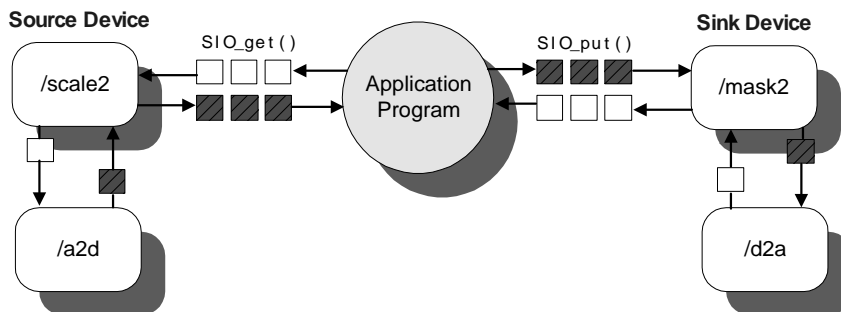 Source Device
SIO_get()
SIO_put()
Sink Device
/scale2
Application
Program
/mask2
/a2d
/d2a